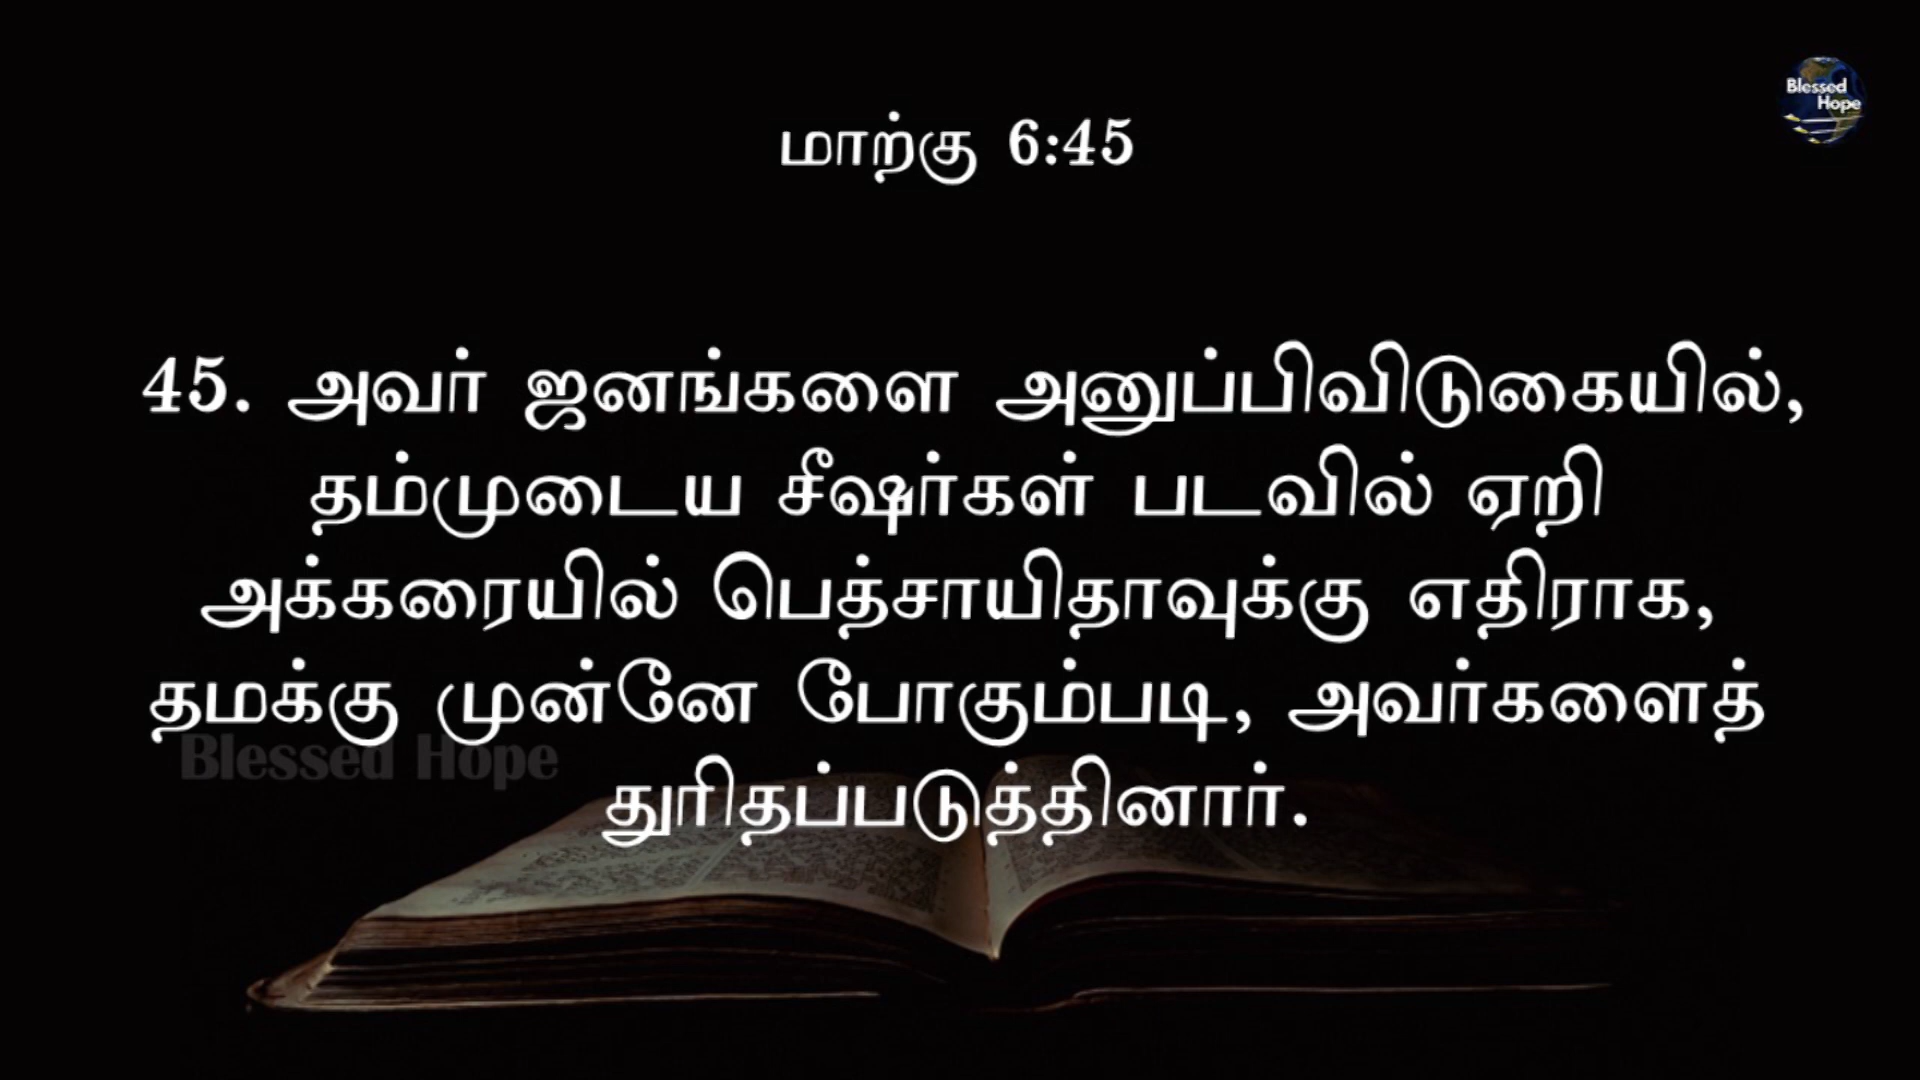 Blessed
Hope
மாற்கு 6:45
45. அவர் ஜனங்களை அனுப்பிவிடுகையில்,
தம்முடைய சீஷர்கள் படவில் ஏறி
அக்கரையில் பெத்சாயிதாவுக்கு எதிராக,
தமக்கு முன்னே போகும்படி, அவர்களைத்
துரிதப்படுத்தினார்.
Blessed Hope